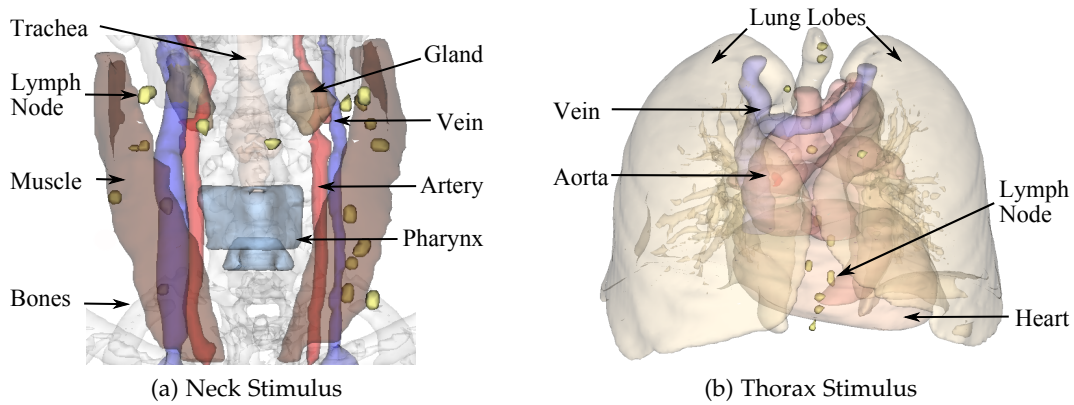 Trachea
Gland
Lymph
Node
Vein
Muscle
Artery
Pharynx
Bones
(a) Neck Stimulus
Lung Lobes
Vein
Aorta
Lymph
Node
Heart
(b) Thorax Stimulus